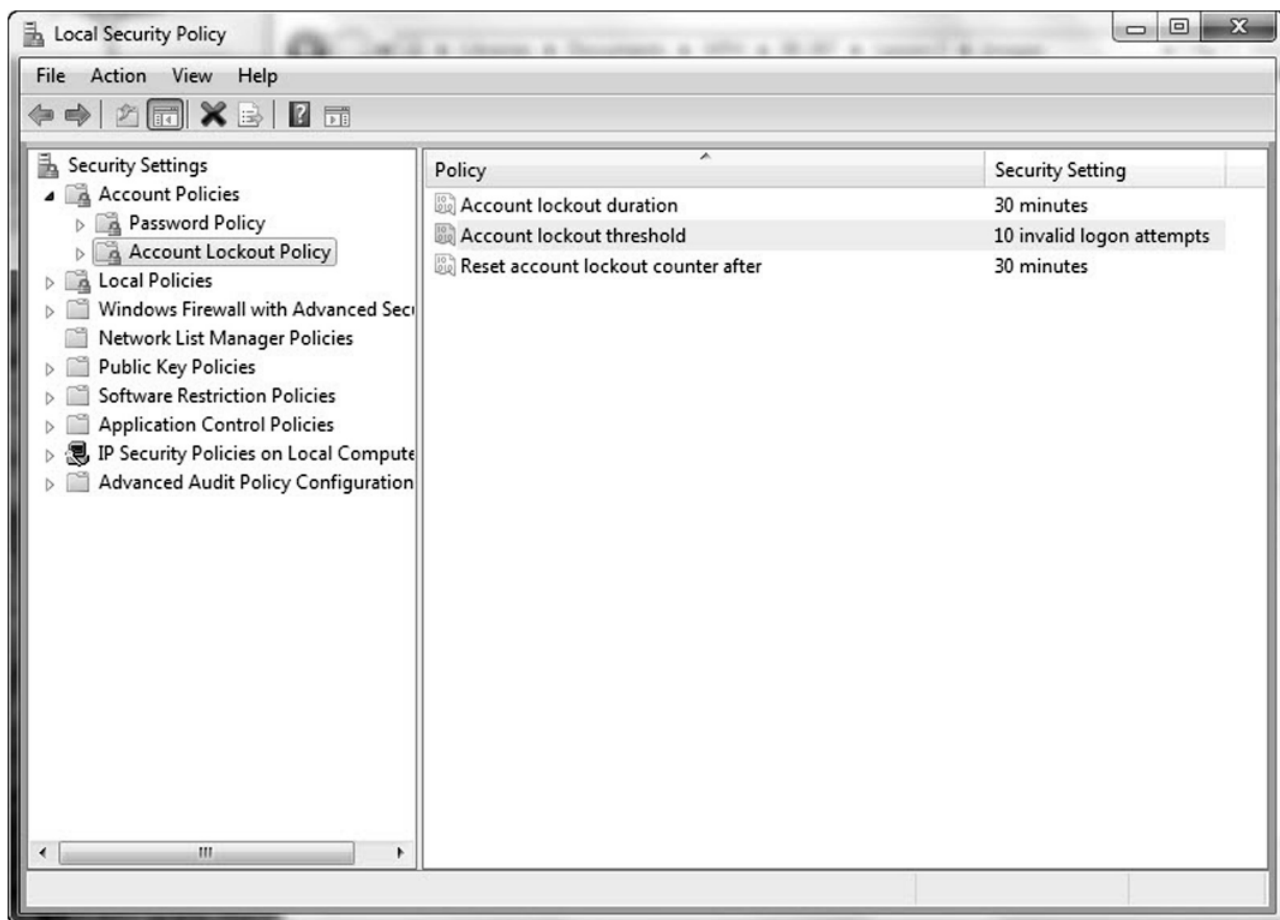 Local Security Policy
File Action View Help
Security Settings
Account Policies
Password Policy
Account Lockout Policy
Local Policies
Windows Firewall with Advanced Secu
Network List Manager Policies
Public Key Policies
Software Restriction Policies
Application Control Policies
IP Security Policies on Local Compute
Advanced Audit Policy Configuration
Policy Security Setting
Account lockout duration 30 minutes
Account lockout threshold 10 invalid logon attempts
Reset account lockout counter after 30 minutes